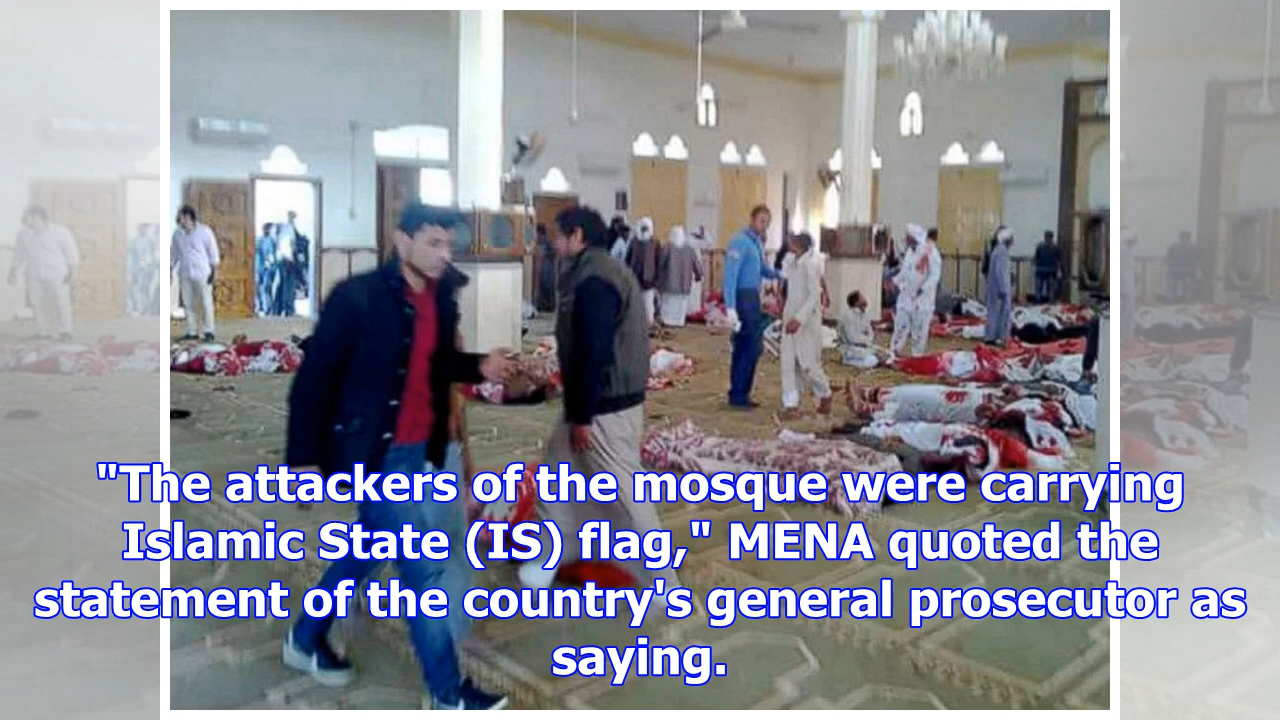 "The attackers of the mosque were carrying
Islamic State (IS) flag," MENA quoted the
statement of the country's general prosecutor as
saying.